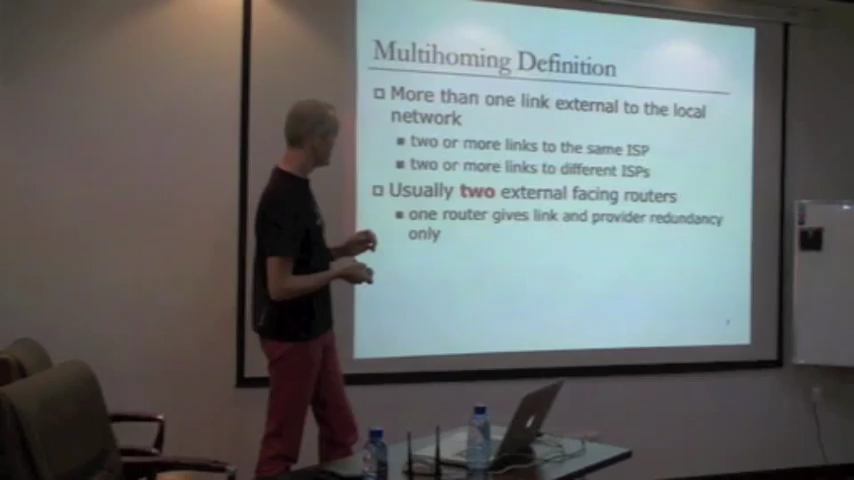 Multihoming Definition
More than one link external to the local
network
two or more links to the same ISP
two or more links to different ISPs
Usually two external facing routers
one router gives link and provider redundancy
only